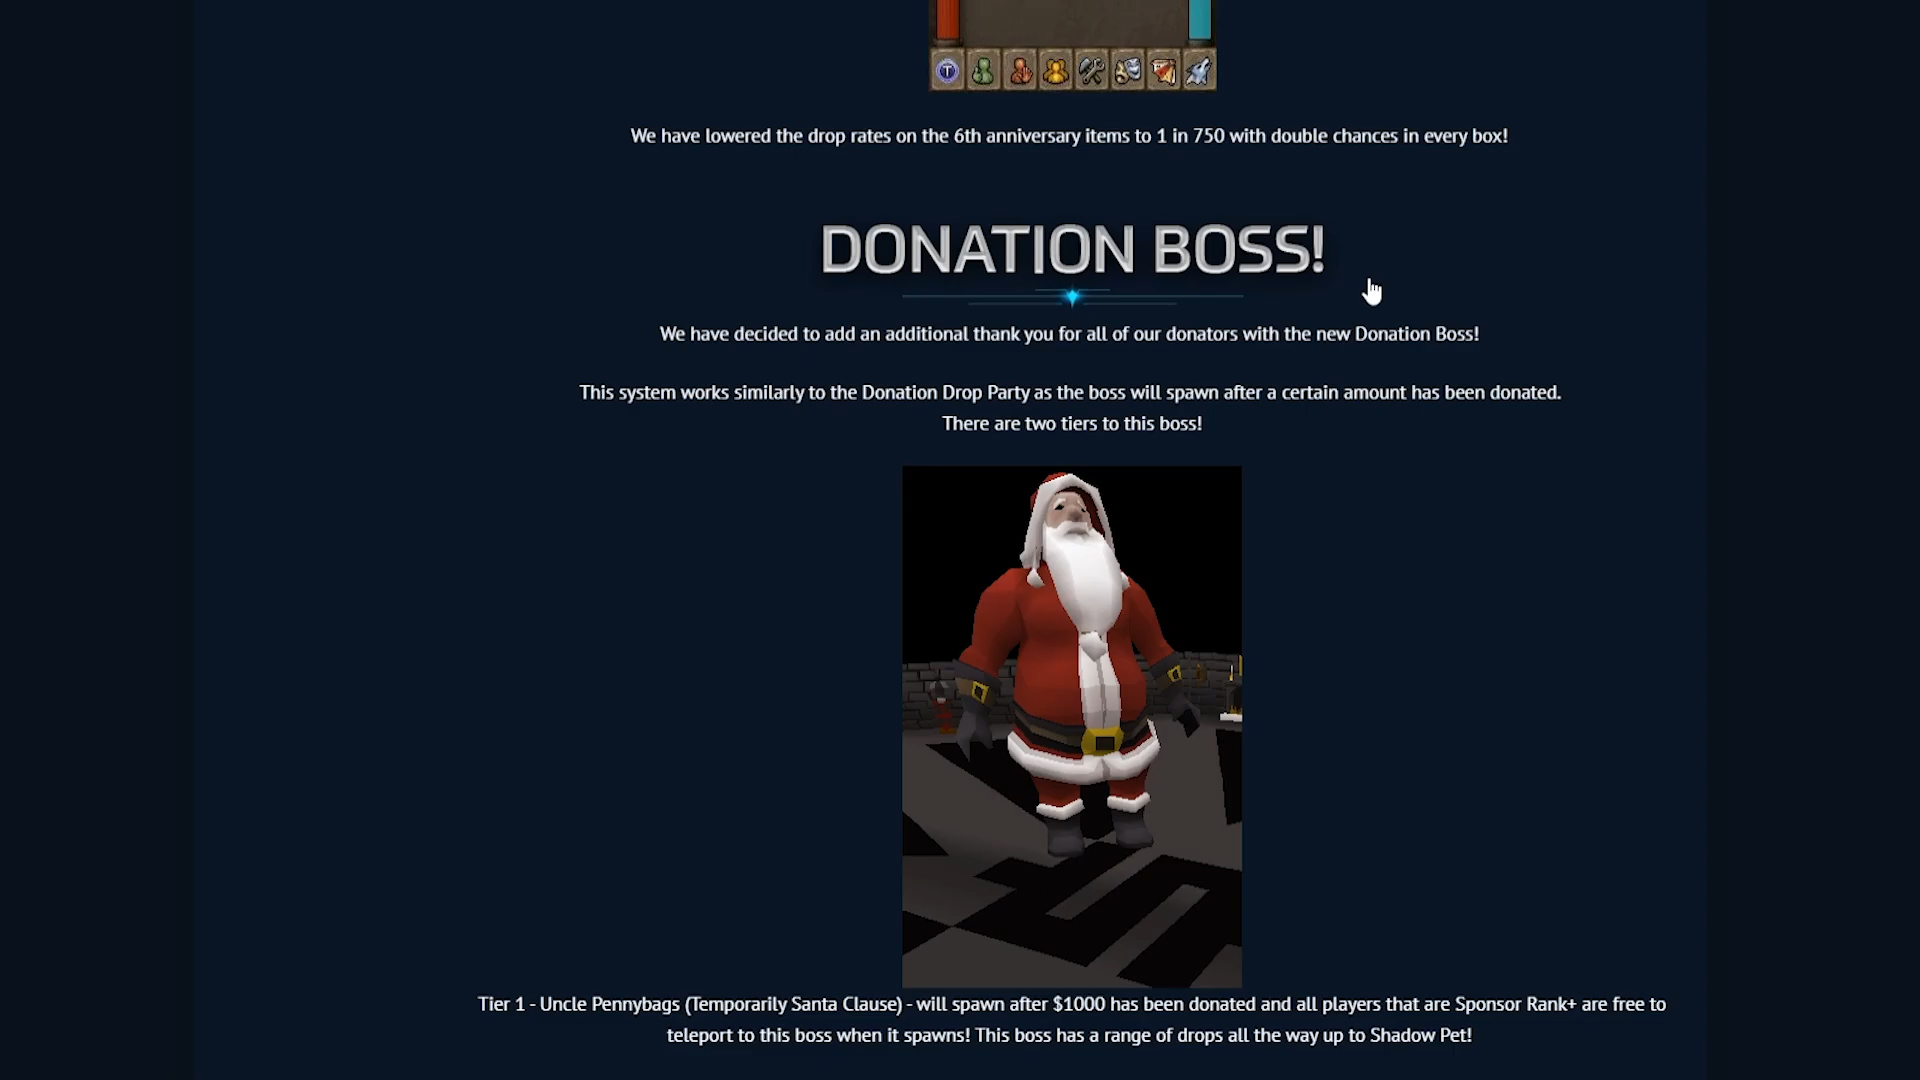 We have lowered the drop rates on the 6th anniversary items to 1 in 750 with double chances in every box!
DONATION BOSS!
We have decided to add an additional thank you for all of our donators with the new Donation Boss!
This system works similarly to the Donation Drop Party as the boss will spawn after a certain amount has been donated.
There are two tiers to this boss!
Tier 1 - Uncle Pennybags (Temporarily Santa Clause) - will spawn after $1000 has been donated and all players that are Sponsor Rank+ are free to
teleport to this boss when it spawns! This boss has a range of drops all the way up to Shadow Pet!